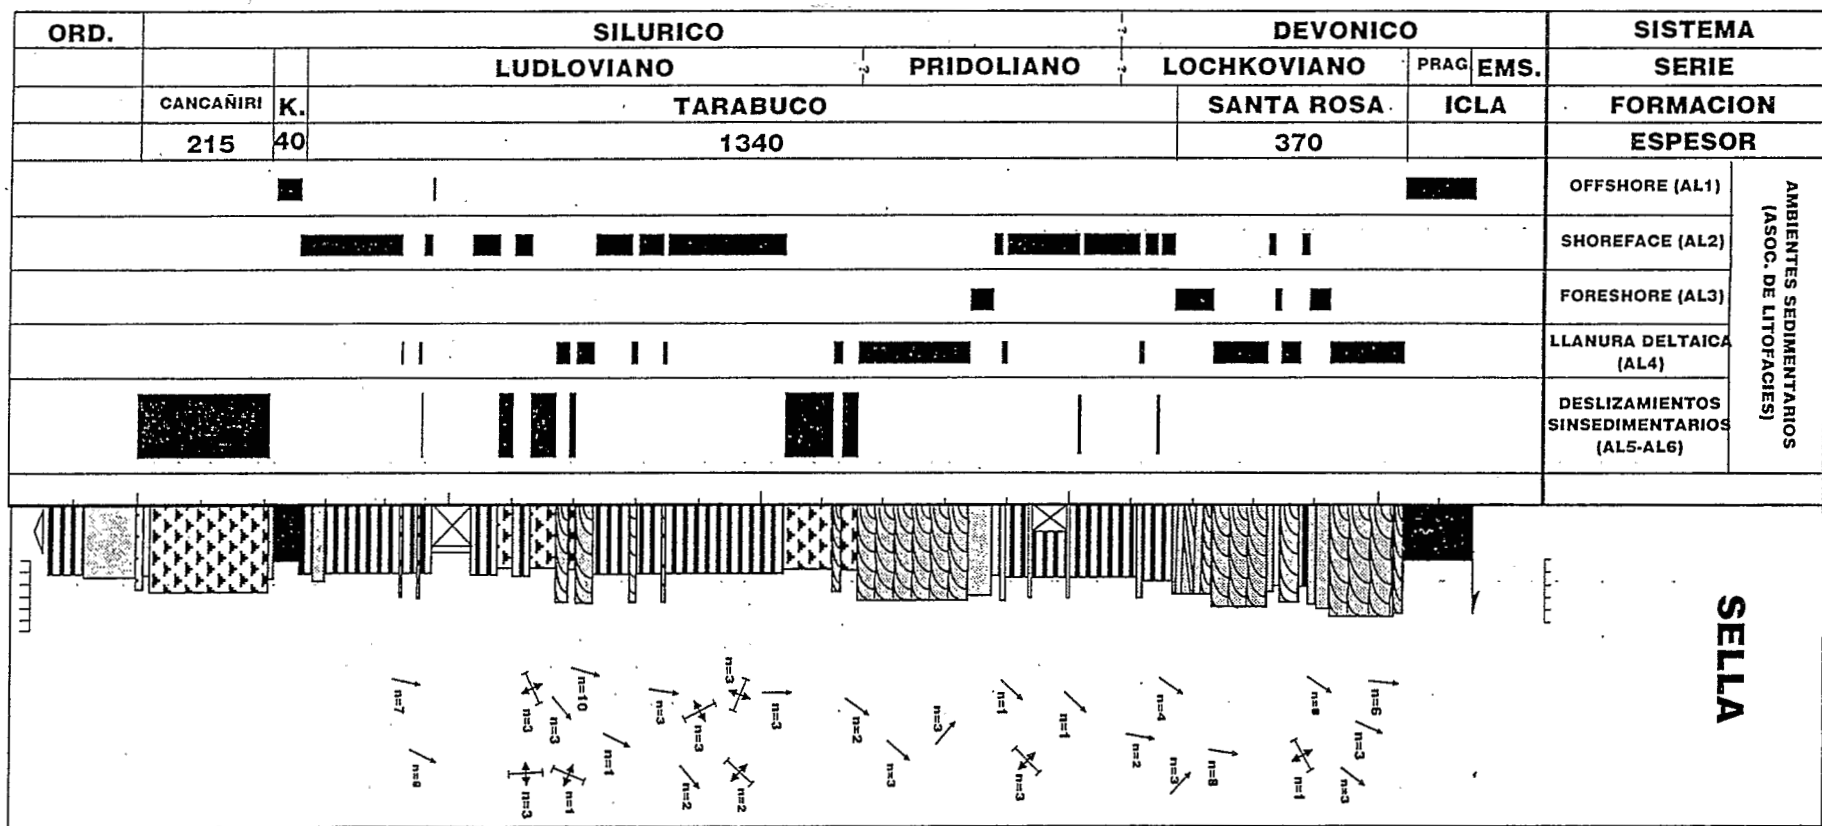 ORD. SILURICO ? DEVONICO SISTEMA
LUDLOVIANO ? PRIDOLIANO ? LOCHKOVIANO PRAG EMS. SERIE
CANCAÑIRI K. TARABUCO SANTA ROSA ICLA FORMACION
215 40 1340 370 ESPESOR
OFFSHORE (AL1)
SHOREFACE (AL2)
FORESHORE (AL3)
LLANURA DELTAICA
(AL4)
DESLIZAMIENTOS
SINSEDIMENTARIOS
(AL5-AL6)
AMBIENTES SEDIMENTARIOS
(ASOC. DE LITOFACIES)
SELLA
n=7
n=9
n=3
n=3
n=10
n=3
n=1
n=1
n=3
n=3
n=2
n=3
n=2
n=3
n=2
n=3
n=3
n=1
n=3
n=1
n=2
n=4
n=3
n=8
n=1
n=6
n=3
n=3